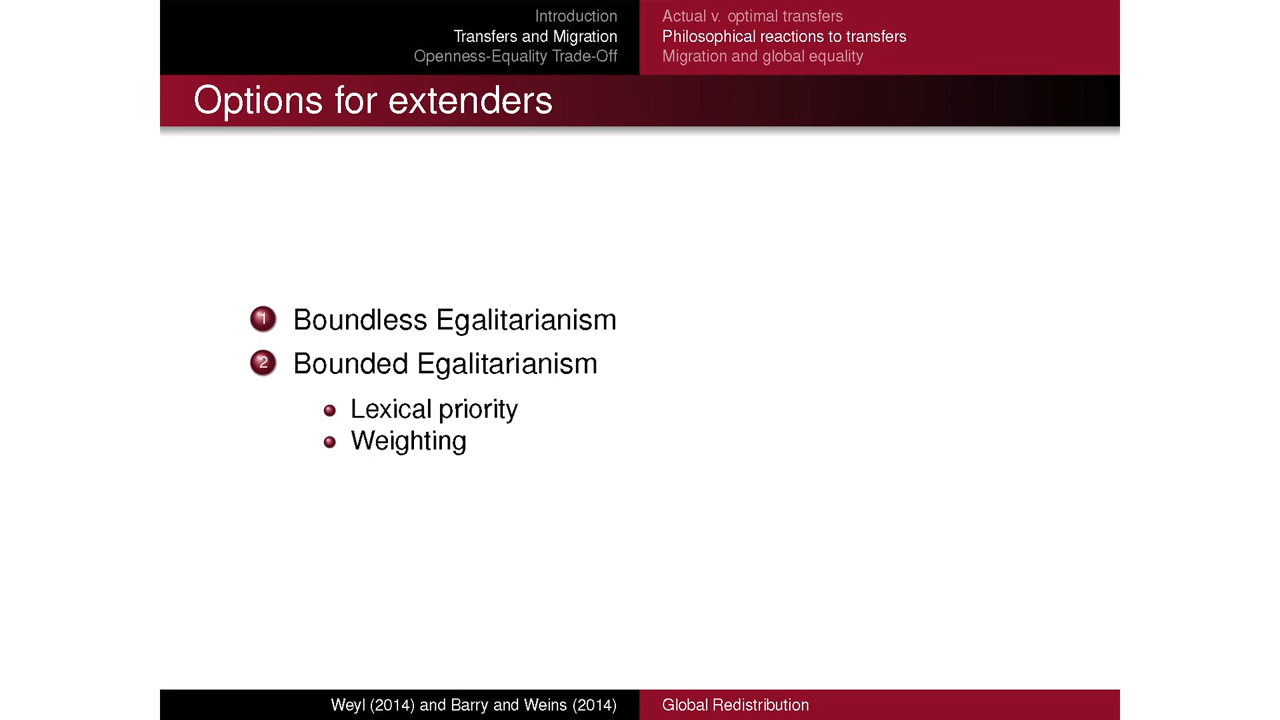 Introduction
Transfers and Migration
Openness-Equality Trade-Off
Actual v. optimal transfers
Philosophical reactions to transfers
Migration and global equality
Options for extenders
1 Boundless Egalitarianism
2 Bounded Egalitarianism
Lexical priority
Weighting
Weyl (2014) and Barry and Weins (2014)
Global Redistribution